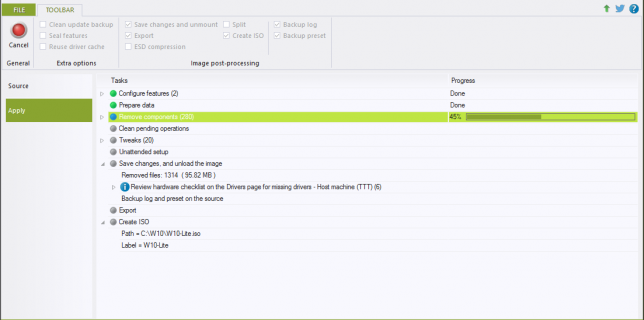 FILE TOOLBAR
Clean update backup Save changes and unmount Split Backup log
Seal features Export Create ISO Backup preset
Cancel Reuse driver cache ESD compression
General Extra options Image post-processing
Tasks Progress
Source
Configure features (2) Done
Prepare data Done
Apply
Remove components (280) 45%
Clean pending operations
Tweaks (20)
Unattended setup
Save changes, and unload the image
Removed files: 1314 ( 95.82 MB )
Review hardware checklist on the Drivers page for missing drivers - Host machine (TTT) (6)
Backup log and preset on the source
Export
Create ISO
Path = C:\W10\W10-Lite.iso
Label = W10-Lite